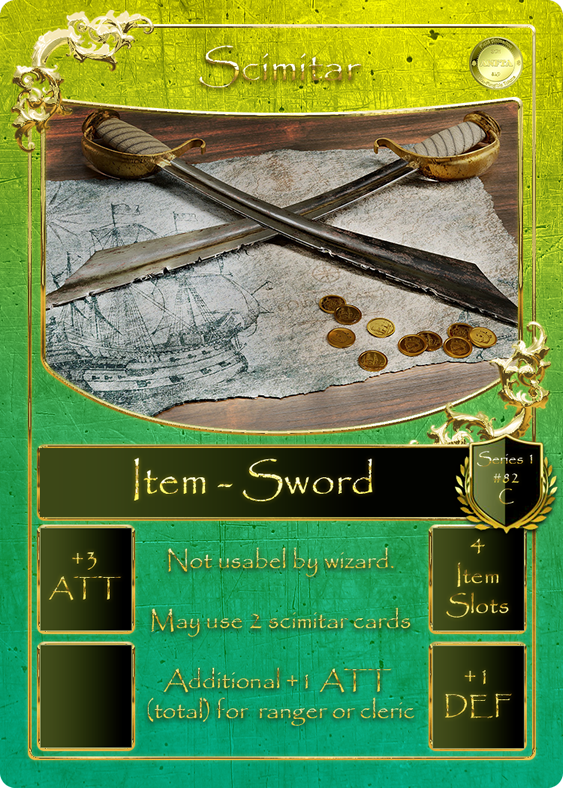 Scimitar
Item - Sword
Series 1
#82
C
+3
ATT
Not usabel by wizard.
May use 2 scimitar cards
Additional +1 ATT
(total) for ranger or cleric
4
Item
Slots
+1
DEF